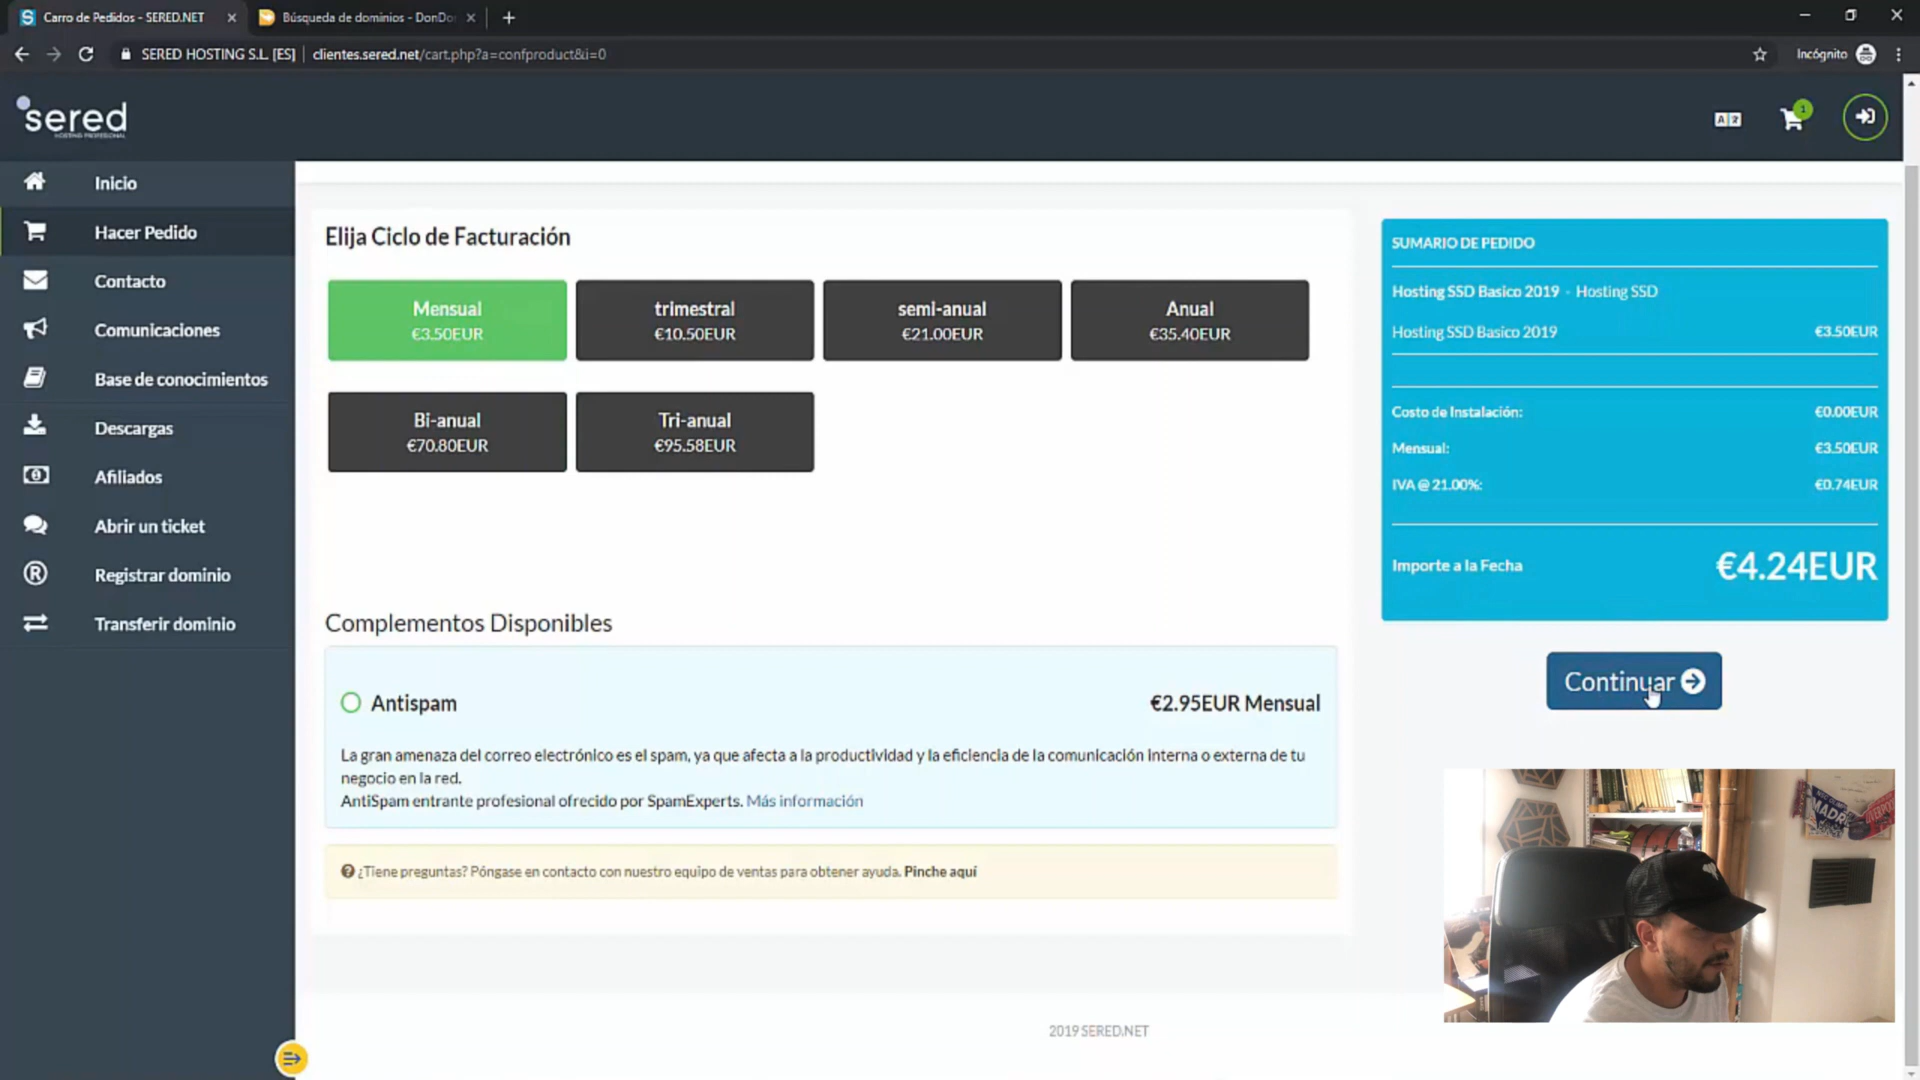 Carro de Pedidos - SERED.NET
Búsqueda de dominios - DonDo
SERED HOSTING S.L. [ES]
clientes.sered.net/cart.php?a=confproduct&i=0
Incógnito
sered
HOSTING PROFESIONAL
1
Inicio
Hacer Pedido
Contacto
Comunicaciones
Base de conocimientos
Descargas
Afiliados
Abrir un ticket
Registrar dominio
Transferir dominio
Elija Ciclo de Facturación
Mensual
€3.50EUR
trimestral
€10.50EUR
semi-anual
€21.00EUR
Anual
€35.40EUR
Bi-anual
€70.80EUR
Tri-anual
€95.58EUR
Complementos Disponibles
Antispam
€2.95EUR Mensual
La gran amenaza del correo electrónico es el spam, ya que afecta a la productividad y la eficiencia de la comunicación interna o externa de tu
negocio en la red.
AntiSpam entrante profesional ofrecido por SpamExperts. Más información
¿Tiene preguntas? Póngase en contacto con nuestro equipo de ventas para obtener ayuda. Pinche aquí
SUMARIO DE PEDIDO
Hosting SSD Basico 2019 - Hosting SSD
Hosting SSD Basico 2019 €3.50EUR
Costo de Instalación: €0.00EUR
Mensual: €3.50EUR
IVA @ 21.00%: €0.74EUR
Importe a la Fecha €4.24EUR
Continuar
MADR
LIVERPO
2019 SERED.NET